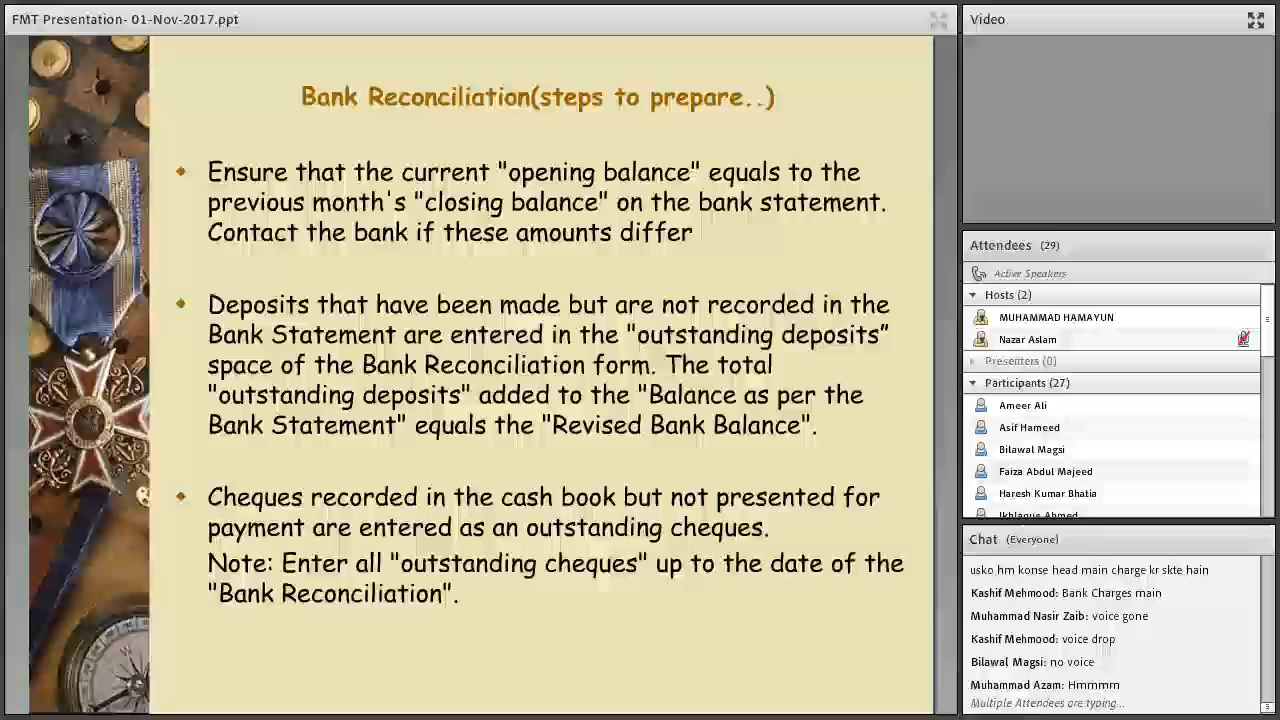 FMT Presentation- 01-Nov-2017.ppt
Bank Reconciliation(steps to prepare..)
Ensure that the current "opening balance" equals to the
previous month's "closing balance" on the bank statement.
Contact the bank if these amounts differ
Deposits that have been made but are not recorded in the
Bank Statement are entered in the "outstanding deposits"
space of the Bank Reconciliation form. The total
"outstanding deposits" added to the "Balance as per the
Bank Statement" equals the "Revised Bank Balance".
Cheques recorded in the cash book but not presented for
payment are entered as an outstanding cheques.
Note: Enter all "outstanding cheques" up to the date of the
"Bank Reconciliation".
Video
Attendees (29)
Active Speakers
Hosts (2)
MUHAMMAD HAMAYUN
Nazar Aslam
Presenters (0)
Participants (27)
Ameer Ali
Asif Hameed
Bilawal Magsi
Faiza Abdul Majeed
Haresh Kumar Bhatia
Ikhlaque Ahmed
Chat (Everyone)
usko hm konse head main charge kr skte hain
Kashif Mehmood: Bank Charges main
Muhammad Nasir Zaib: voice gone
Kashif Mehmood: voice drop
Bilawal Magsi: no voice
Muhammad Azam: Hmmmm
Multiple Attendees are typing...